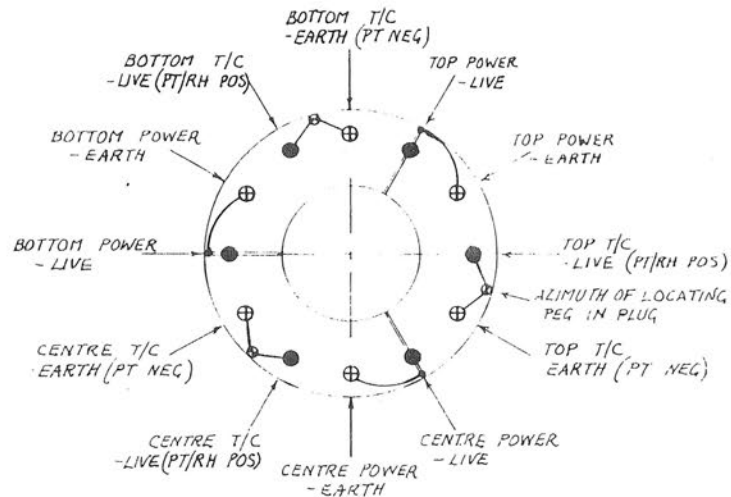 BOTTOM T/C
-EARTH (PT NEG)
TOP POWER
-LIVE
TOP POWER
-EARTH
TOP T/C
-LIVE (PT/RH POS)
AZIMUTH OF LOCATING
PEG IN PLUG
TOP T/C
EARTH (PT NEG)
CENTRE POWER
-LIVE
CENTRE POWER
-EARTH
CENTRE T/C
-LIVE (PT/RH POS)
CENTRE T/C
EARTH (PT NEG)
BOTTOM POWER
-LIVE
BOTTOM POWER
-EARTH
BOTTOM T/C
-LIVE (PT/RH POS)